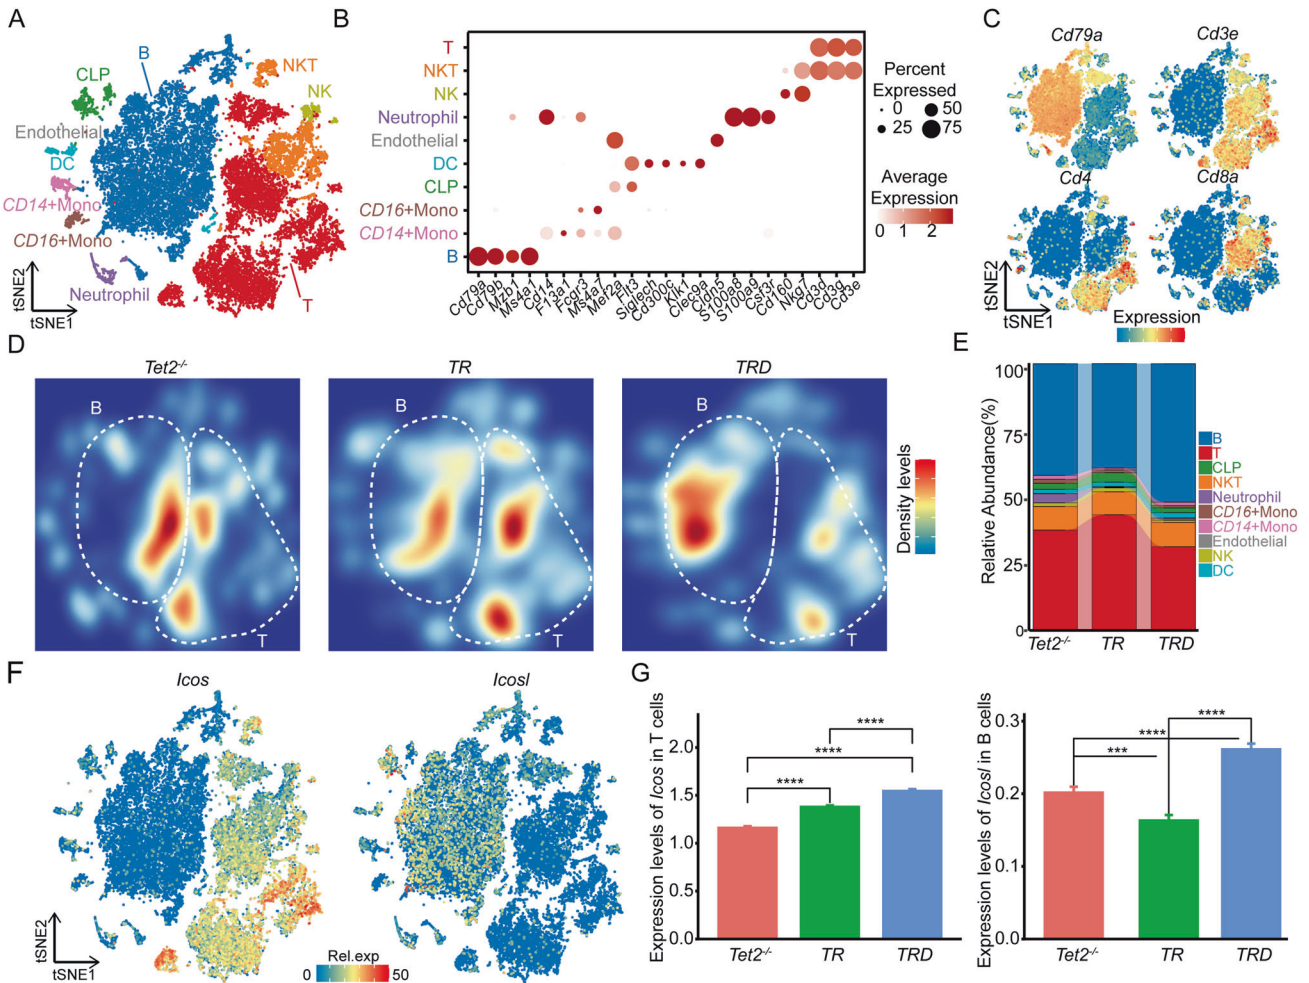 A
B
CLP
Endothelial
DC
CD14+Mono
CD16+Mono
Neutrophil
NKT
NK
T
tSNE2
tSNE1
B
T
NKT
NK
Neutrophil
Endothelial
DC
CLP
CD16+Mono
CD14+Mono
B
Cd79a
Cd79b
Mzb1
Ms4a1
Cd14
F13a1
Fcgr3
Ms4a7
Mef2a
Flt3
Siglech
Cd300c
Klk1
Clec9a
Cldn5
S100a8
S100a9
Csf3r
Cd160
Nkg7
Cd3d
Cd3g
Cd3e
Percent
Expressed
0 50
25 75
Average
Expression
0 1 2
C
Cd79a Cd3e
Cd4 Cd8a
tSNE2
tSNE1
Expression
D
Tet2-/- TR TRD
B B B
T T T
Density levels
E
Relative Abundance(%)
100
75
50
25
0
Tet2-/- TR TRD
B
T
CLP
NKT
Neutrophil
CD16+Mono
CD14+Mono
Endothelial
NK
DC
F
Icos Icosl
tSNE2
tSNE1
Rel.exp
0 50
G
Expression levels of Icos in T cells
2.0
1.5
1.0
0.5
0.0
****
****
****
Tet2-/- TR TRD
Expression levels of Icosl in B cells
0.3
0.2
0.1
0.0
****
****
***
Tet2-/- TR TRD